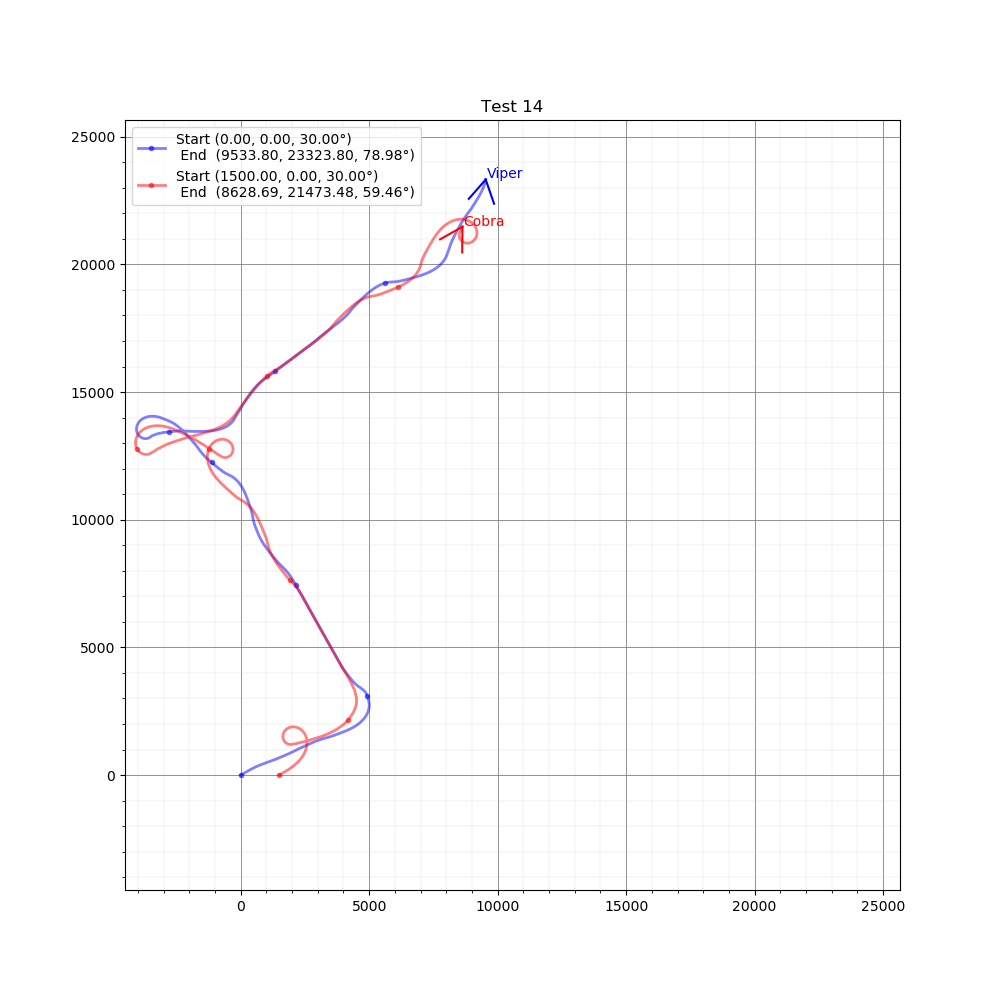 Test 14
Start (0.00, 0.00, 30.00°)
End  (9533.80, 23323.80, 78.98°)
Start (1500.00, 0.00, 30.00°)
End  (8628.69, 21473.48, 59.46°)
Viper
Cobra
25000
20000
15000
10000
5000
0
0 5000 10000 15000 20000 25000